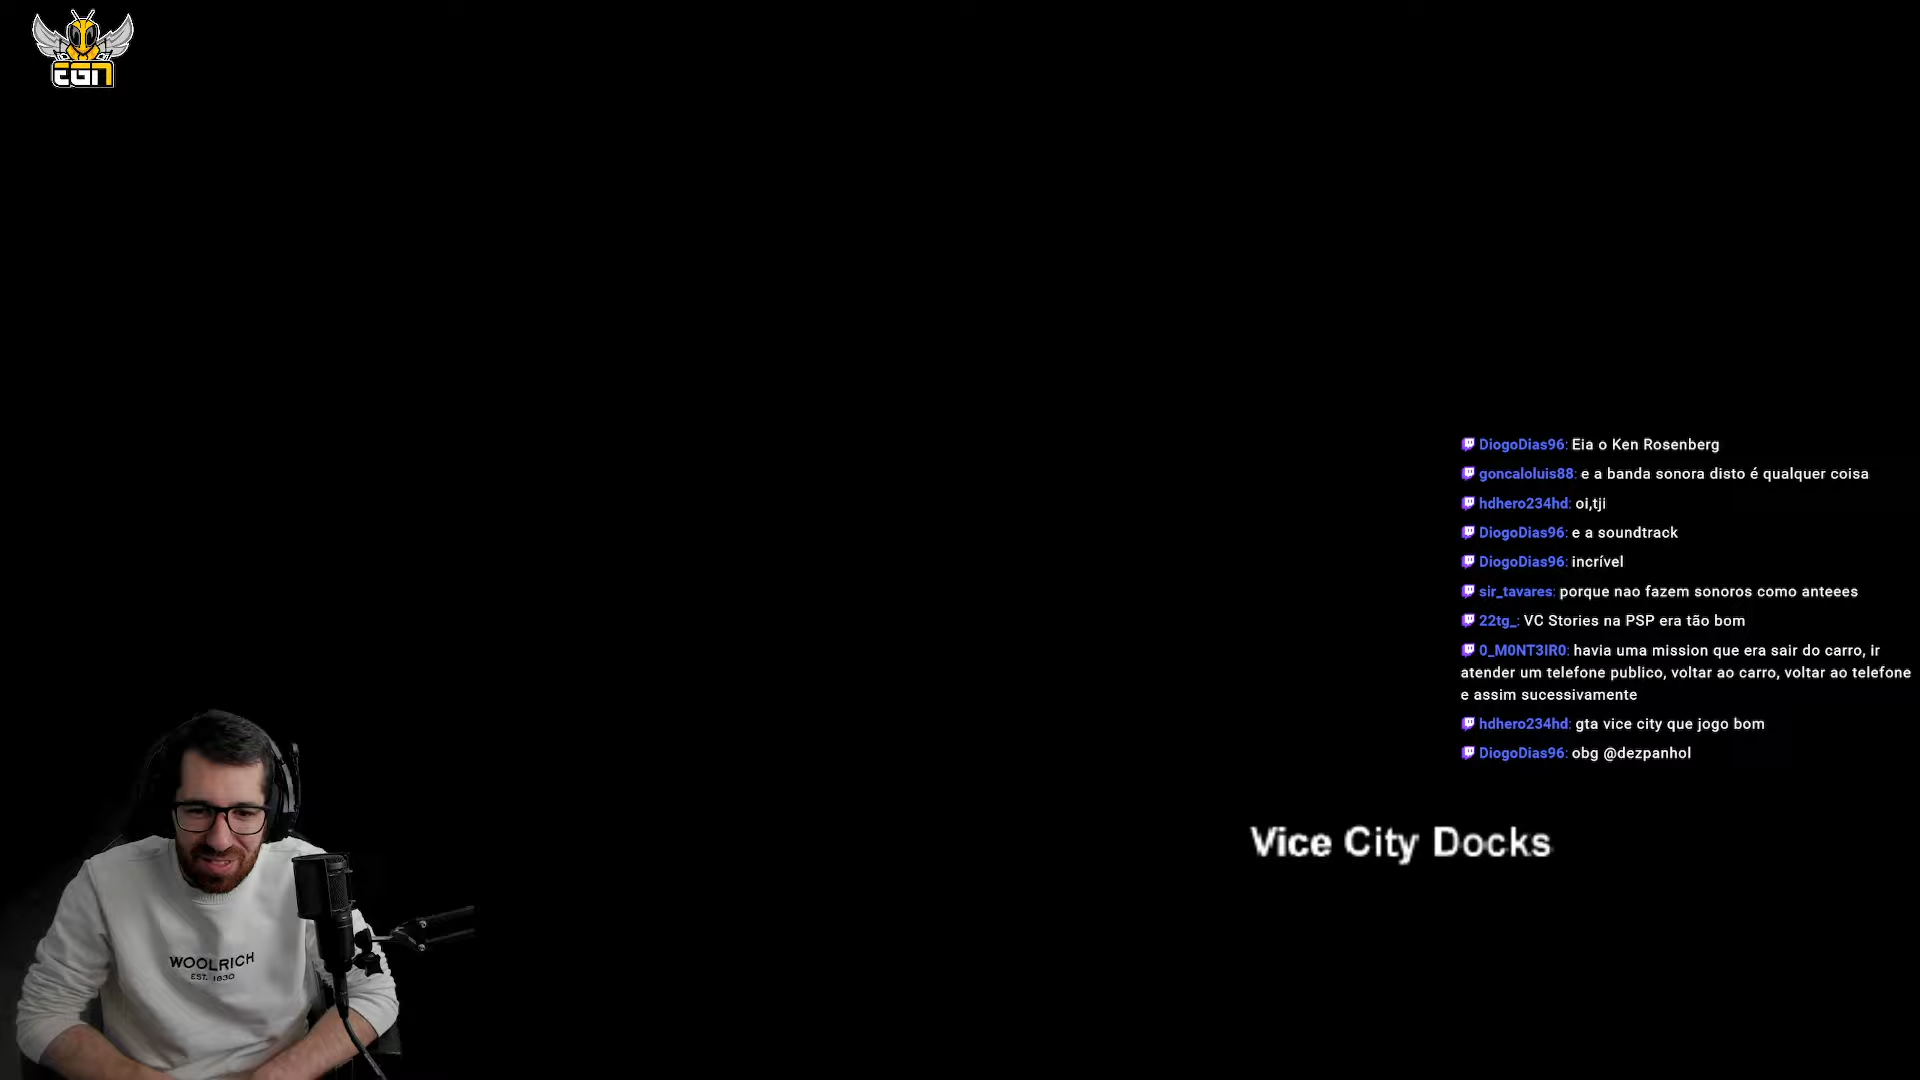 EGN
DiogoDias96: Eia o Ken Rosenberg
goncaloluis88: e a banda sonora disto é qualquer coisa
hdhero234hd: oi,tji
DiogoDias96: e a soundtrack
DiogoDias96: incrível
sir_tavares: porque nao fazem sonoros como anteees
22tg_: VC Stories na PSP era tão bom
0_M0NT3IR0: havia uma mission que era sair do carro, ir
atender um telefone publico, voltar ao carro, voltar ao telefone
e assim sucessivamente
hdhero234hd: gta vice city que jogo bom
DiogoDias96: obg @dezpanhol
Vice City Docks
WOOLRICH
EST. 1830